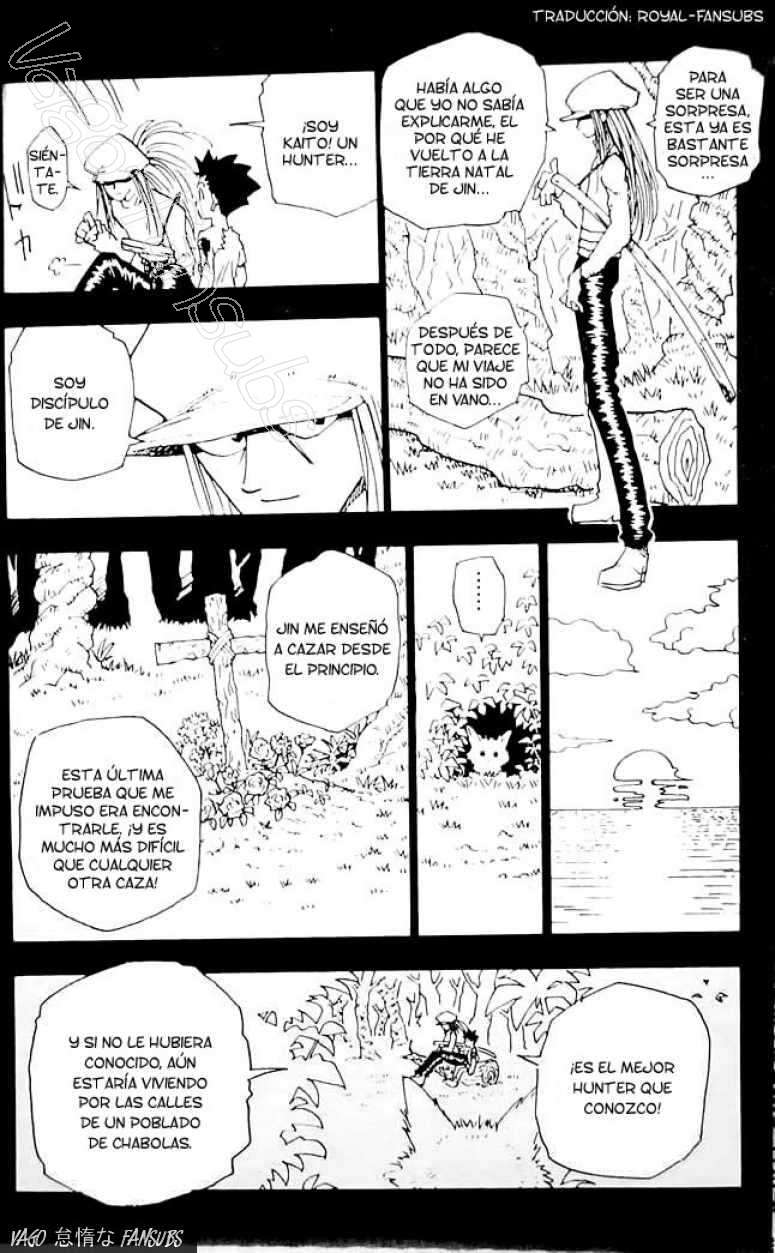 TRADUCCIÓN: ROYAL-FANSUBS
PARA
SER UNA
SORPRESA,
ESTA YA ES
BASTANTE
SORPRESA
...
HABÍA ALGO
QUE YO NO SABÍA
EXPLICARME, EL
POR QUÉ HE
VUELTO A LA
TIERRA NATAL
DE JIN...
DESPUÉS DE
TODO, PARECE
QUE MI VIAJE
NO HA SIDO
EN VANO...
¡SOY
KAITO! UN
HUNTER...
SIÉN-
TA-
TE.
ドカ
SOY
DISCÍPULO
DE JIN.
......
JIN ME ENSEÑÓ
A CAZAR DESDE
EL PRINCIPIO.
ESTA ÚLTIMA
PRUEBA QUE ME
IMPUSO ERA ENCON-
TRARLE, ¡Y ES
MUCHO MÁS DIFÍCIL
QUE CUALQUIER
OTRA CAZA!
¡ES EL MEJOR
HUNTER QUE
CONOZCO!
Y SI NO LE HUBIERA
CONOCIDO, AÚN
ESTARÍA VIVIENDO
POR LAS CALLES
DE UN POBLADO
DE CHABOLAS.
VAGO 怠惰な FANSUBS